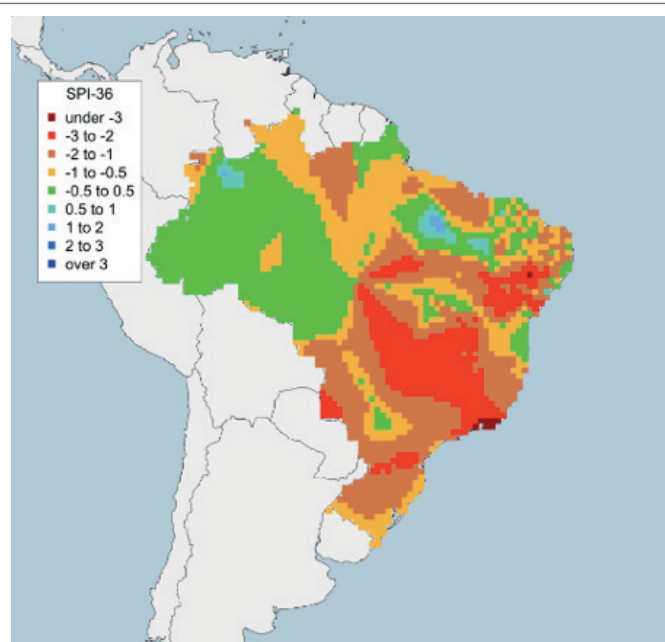 SPI-36
under -3
-3 to -2
-2 to -1
-1 to -0.5
-0.5 to 0.5
0.5 to 1
1 to 2
2 to 3
over 3